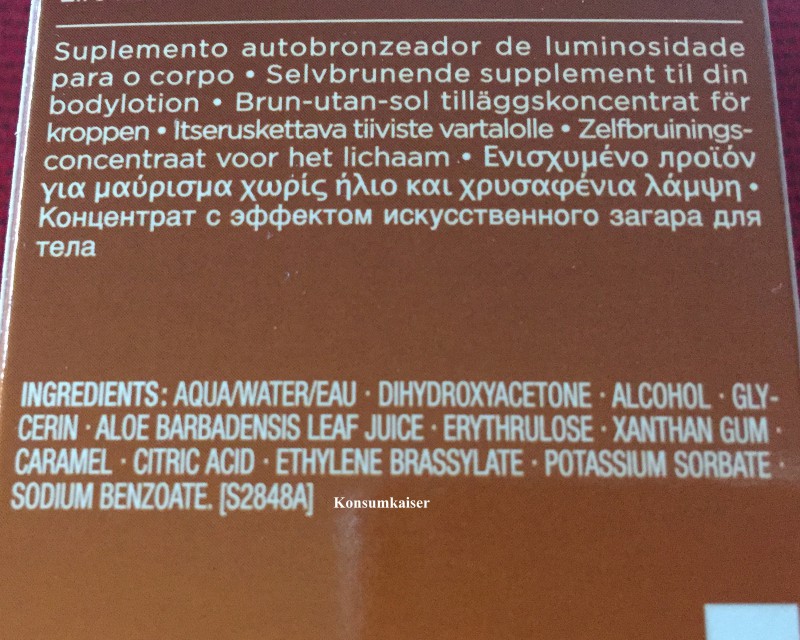 Suplemento autobronzeador de luminosidade
para o corpo • Selvbrunende supplement til din
bodylotion • Brun-utan-sol tilläggskoncentrat för
kroppen • Itseruskettava tiiviste vartalolle • Zelfbruinings-
concentraat voor het lichaam • Ενισχυμένο προϊόν
για μαύρισμα χωρίς ήλιο και χρυσαφένια λάμψη •
Концентрат с эффектом искусственного загара для
тела
INGREDIENTS: AQUA/WATER/EAU · DIHYDROXYACETONE · ALCOHOL · GLY-
CERIN · ALOE BARBADENSIS LEAF JUICE · ERYTHRULOSE · XANTHAN GUM ·
CARAMEL · CITRIC ACID · ETHYLENE BRASSYLATE · POTASSIUM SORBATE ·
SODIUM BENZOATE. [S2848A] Konsumkaiser